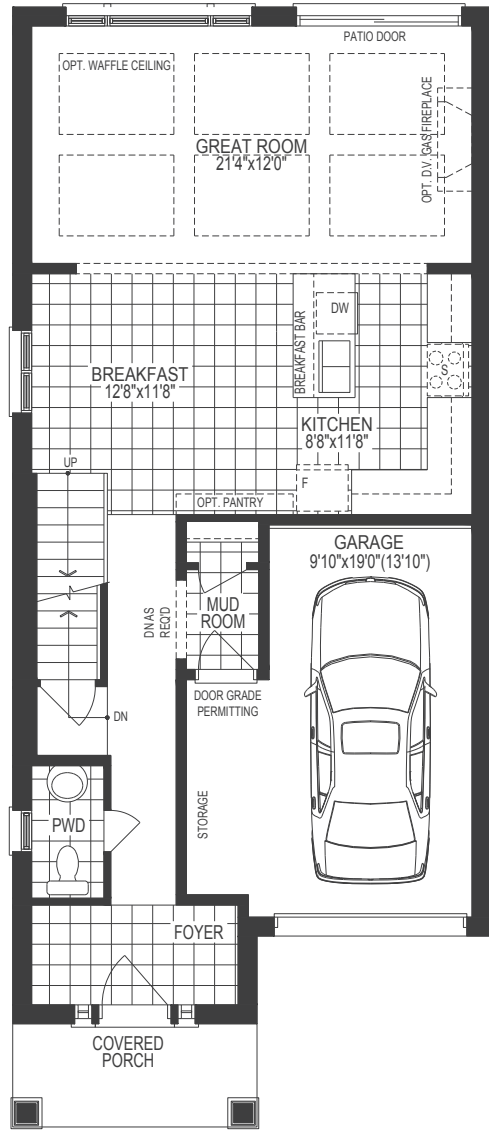 PATIO DOOR
OPT. WAFFLE CEILING
OPT. D.V. GAS FIREPLACE
GREAT ROOM
21'4"x12'0"
BREAKFAST BAR
DW
BREAKFAST
12'8"x11'8"
S
KITCHEN
8'8"x11'8"
UP
F
OPT. PANTRY
GARAGE
9'10"x19'0"(13'10")
DN AS
REQ'D
MUD
ROOM
DOOR GRADE
PERMITTING
DN
STORAGE
PWD
FOYER
COVERED
PORCH